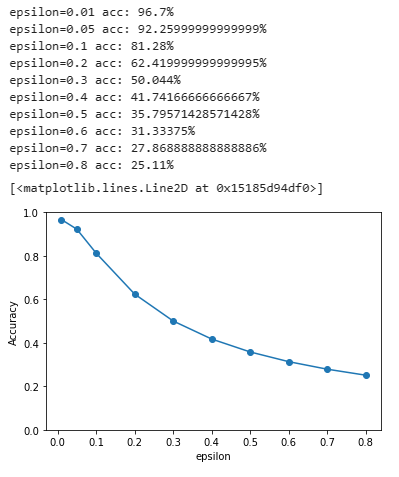 epsilon=0.01 acc: 96.7%
epsilon=0.05 acc: 92.25999999999999%
epsilon=0.1 acc: 81.28%
epsilon=0.2 acc: 62.419999999999995%
epsilon=0.3 acc: 50.044%
epsilon=0.4 acc: 41.74166666666667%
epsilon=0.5 acc: 35.79571428571428%
epsilon=0.6 acc: 31.33375%
epsilon=0.7 acc: 27.868888888888886%
epsilon=0.8 acc: 25.11%
[<matplotlib.lines.Line2D at 0x15185d94df0>]
1.0
0.8
0.6
0.4
0.2
0.0
Accuracy
0.0 0.1 0.2 0.3 0.4 0.5 0.6 0.7 0.8
epsilon